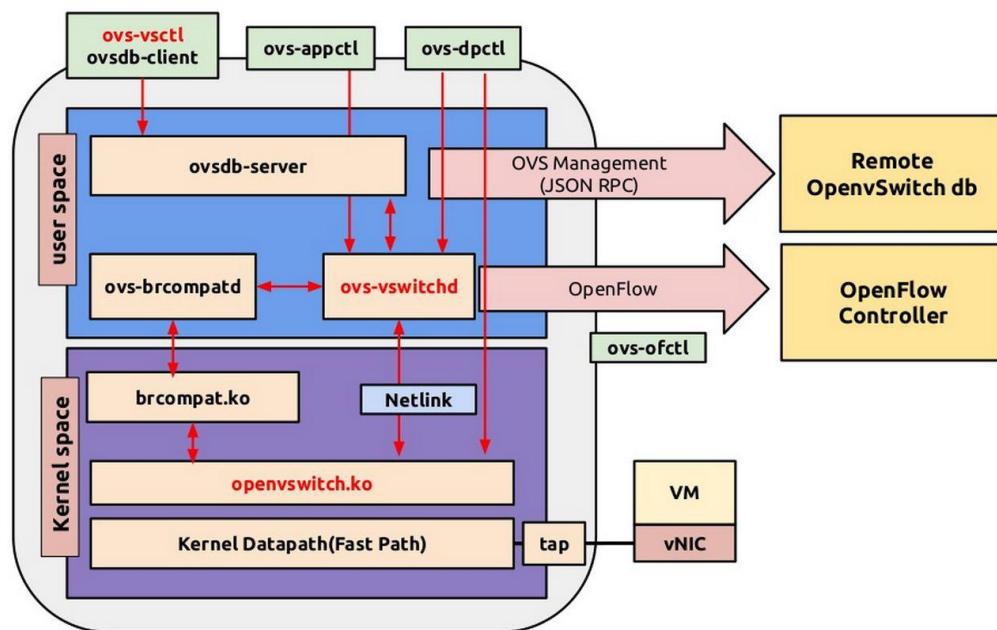 ovs-vsctl
ovsdb-client
ovs-appctl
ovs-dpctl
user space
ovsdb-server
OVS Management
(JSON RPC)
Remote
OpenvSwitch db
ovs-brcompatd
ovs-vswitchd
OpenFlow
OpenFlow
Controller
ovs-ofctl
Kernel space
brcompat.ko
Netlink
openvswitch.ko
Kernel Datapath(Fast Path)
tap
VM
vNIC